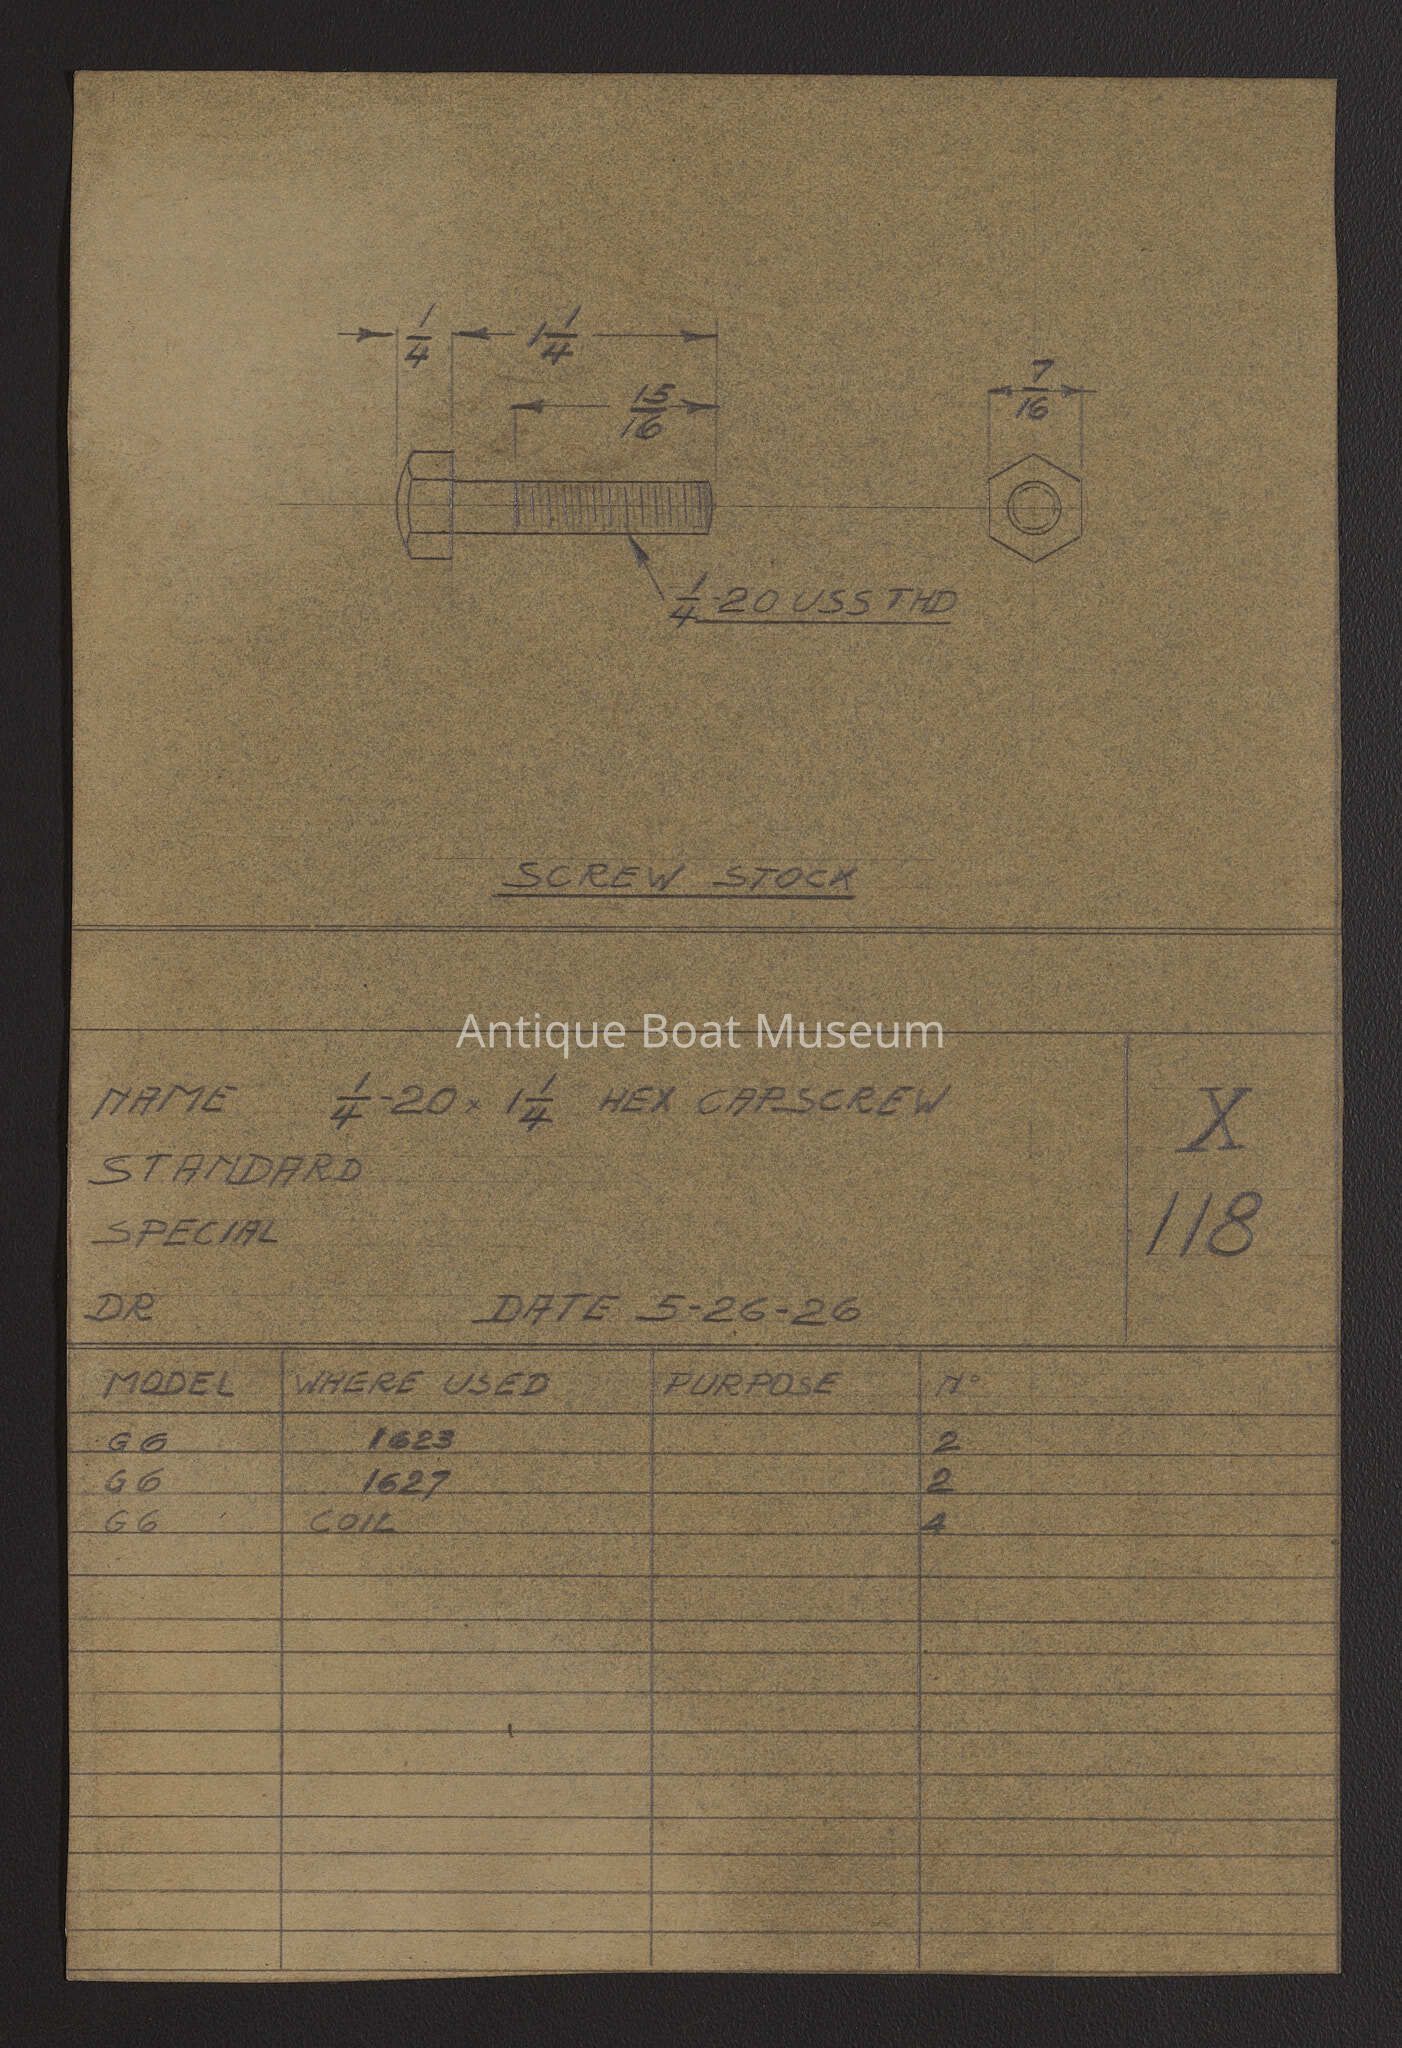 1/4 1 1/4
15/16
7/16
1/4-20 USS THD
SCREW STOCK
Antique Boat Museum
NAME 1/4-20 x 1 1/4 HEX CAPSCREW
X
118
STANDARD
SPECIAL
DR DATE 5-26-26
MODEL WHERE USED PURPOSE Nº
G6 1623 2
G6 1627 2
G6 COIL 4